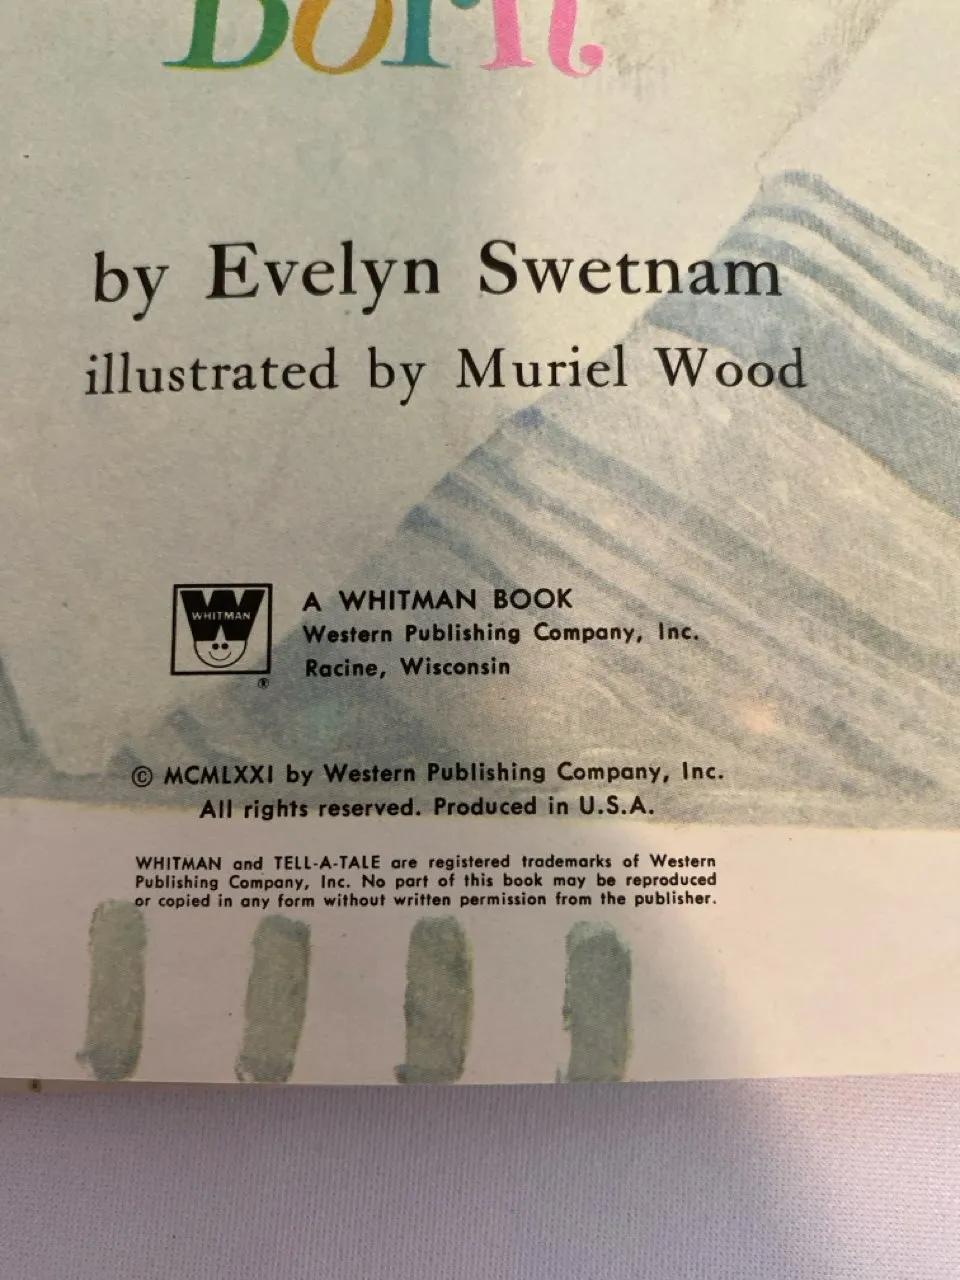 Born
by Evelyn Swetnam
illustrated by Muriel Wood
WHITMAN
®
A WHITMAN BOOK
Western Publishing Company, Inc.
Racine, Wisconsin
© MCMLXXI by Western Publishing Company, Inc.
All rights reserved. Produced in U.S.A.
WHITMAN and TELL-A-TALE are registered trademarks of Western
Publishing Company, Inc. No part of this book may be reproduced
or copied in any form without written permission from the publisher.